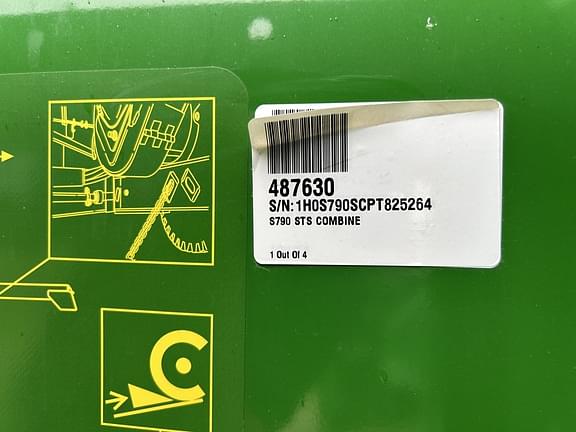 487630
S/N:1H0S790SCPT825264
S790 STS COMBINE
1 Out Of 4